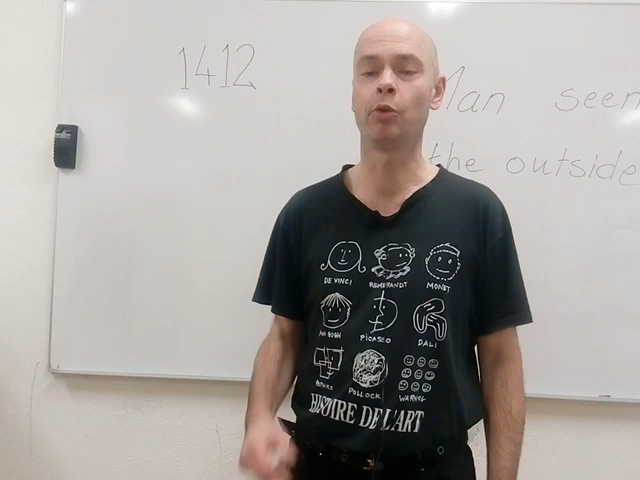 1412
Man seen
the outside
DE VINCI
REMBRANDT
MONET
PICASSO
DALI
POLLOCK
WARHOL
HISTOIRE DE L'ART